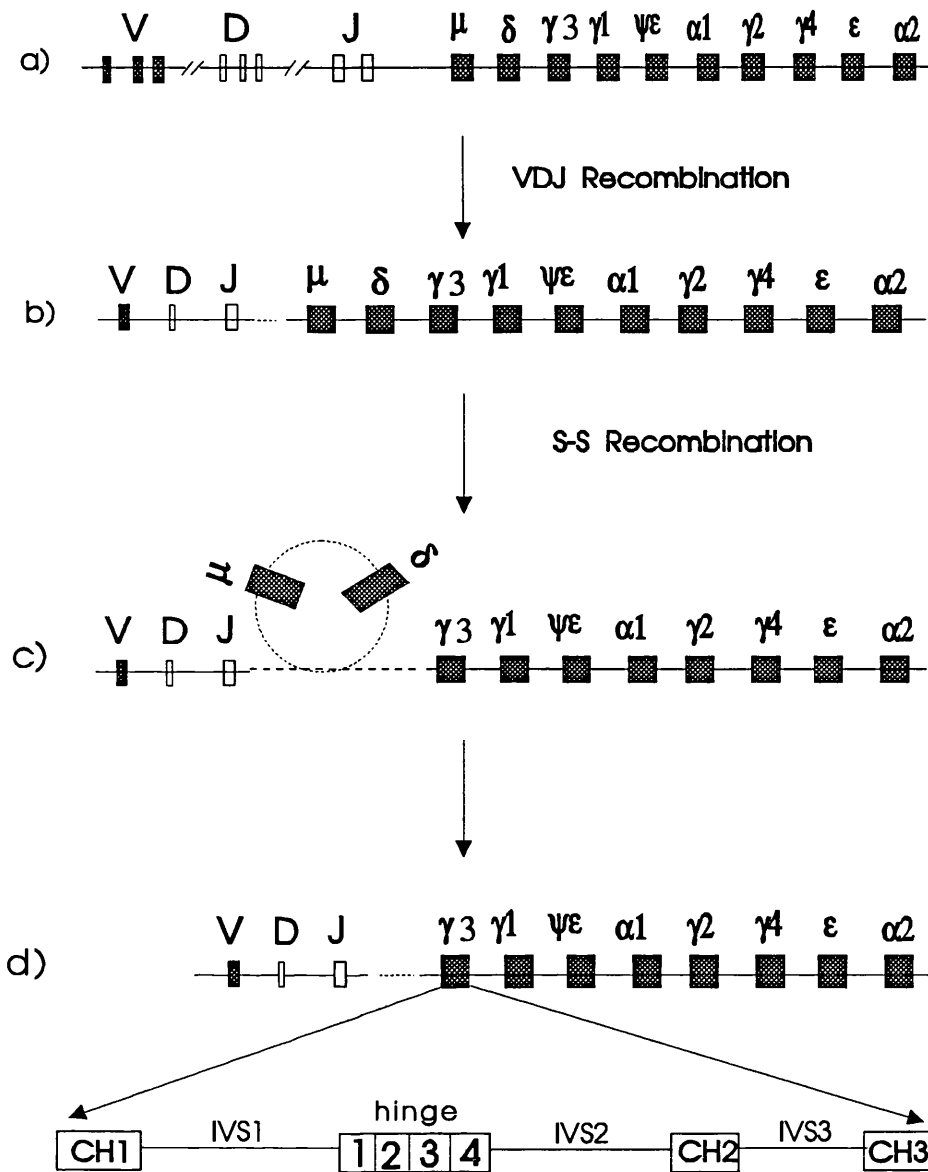 V D J μ δ γ3 γ1 ψε α1 γ2 γ4 ε α2
a)
VDJ Recombination
V D J μ δ γ3 γ1 ψε α1 γ2 γ4 ε α2
b)
S-S Recombination
μ δ
V D J γ3 γ1 ψε α1 γ2 γ4 ε α2
c)
V D J γ3 γ1 ψε α1 γ2 γ4 ε α2
d)
hinge
IVS1 IVS2 IVS3
CH1 1 2 3 4 CH2 CH3